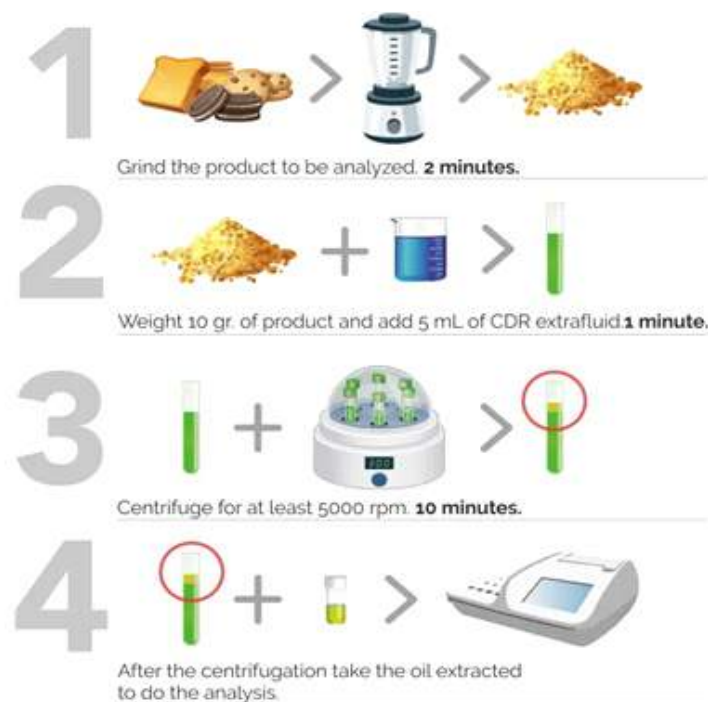 1
Grind the product to be analyzed. 2 minutes.
2
Weight 10 gr. of product and add 5 mL of CDR extrafluid 1 minute.
3
Centrifuge for at least 5000 rpm. 10 minutes.
4
After the centrifugation take the oil extracted
to do the analysis.